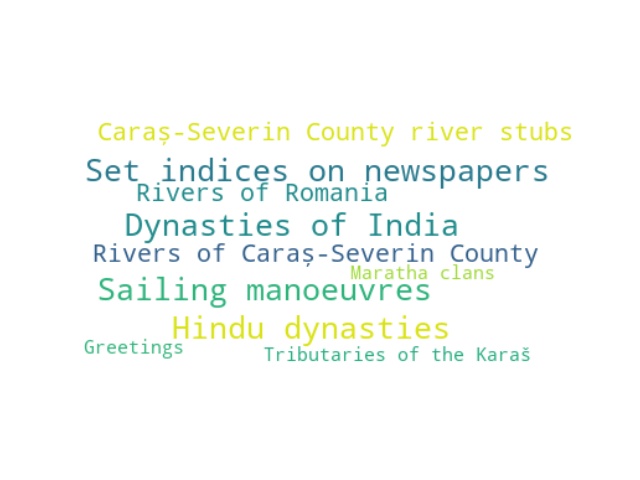 Caraș-Severin County river stubs
Set indices on newspapers
Rivers of Romania
Dynasties of India
Rivers of Caraș-Severin County
Maratha clans
Sailing manoeuvres
Hindu dynasties
Greetings
Tributaries of the Karaš